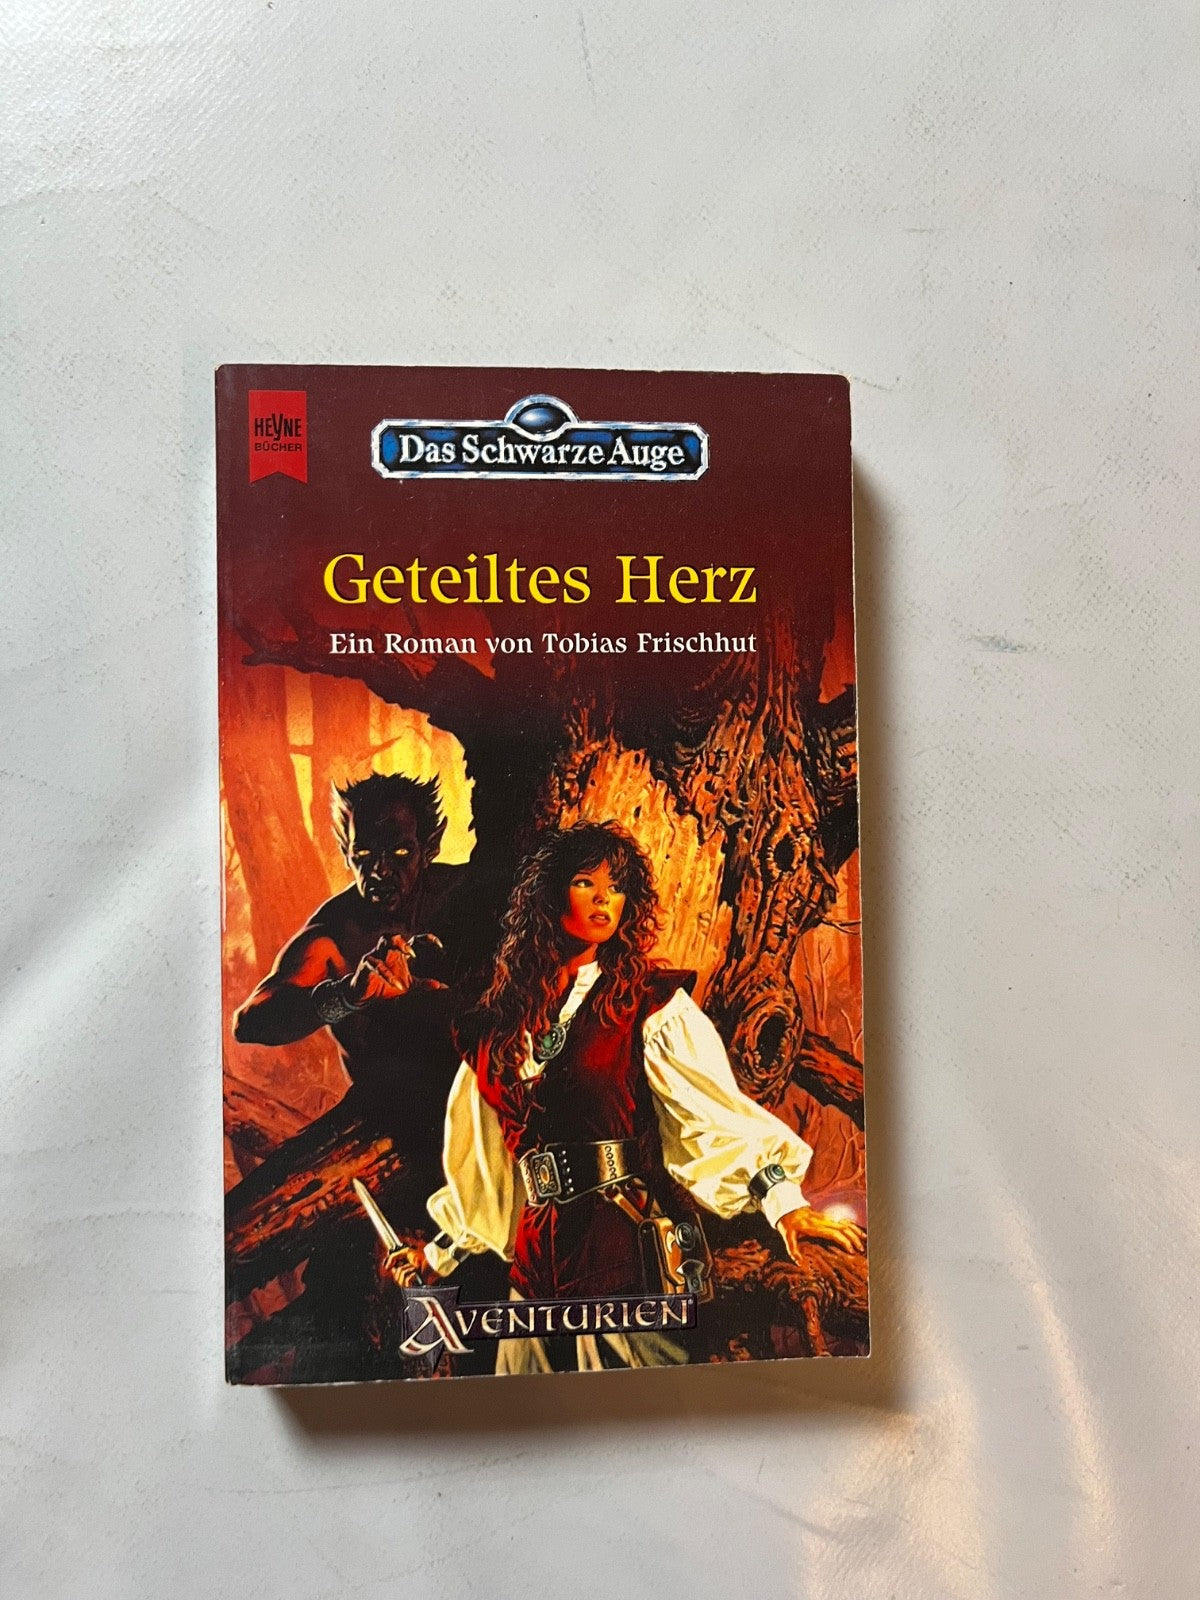 HEYNE
BÜCHER
Das Schwarze Auge
Geteiltes Herz
Ein Roman von Tobias Frischhut
AVENTURIEN